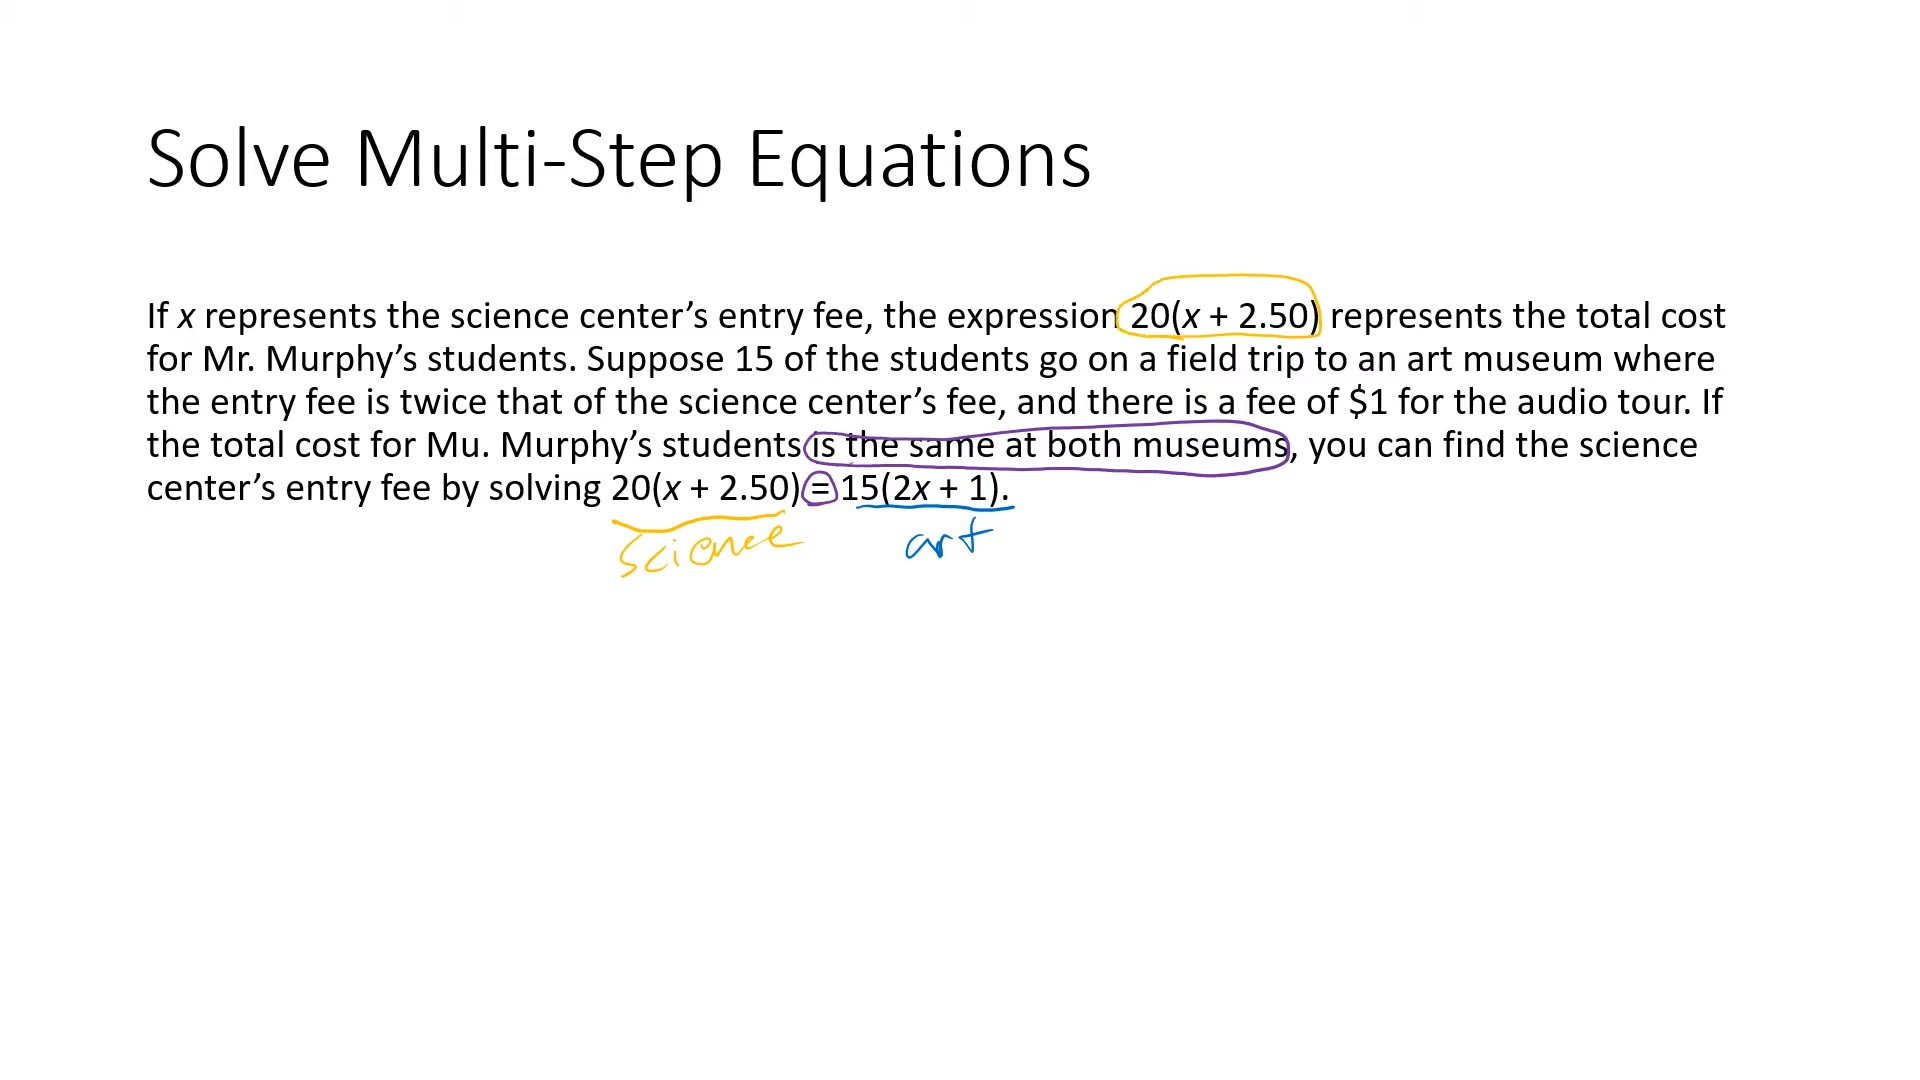 Solve Multi-Step Equations
If x represents the science center’s entry fee, the expression 20(x + 2.50) represents the total cost
for Mr. Murphy’s students. Suppose 15 of the students go on a field trip to an art museum where
the entry fee is twice that of the science center’s fee, and there is a fee of $1 for the audio tour. If
the total cost for Mu. Murphy’s students is the same at both museums, you can find the science
center’s entry fee by solving 20(x + 2.50) = 15(2x + 1).
science art